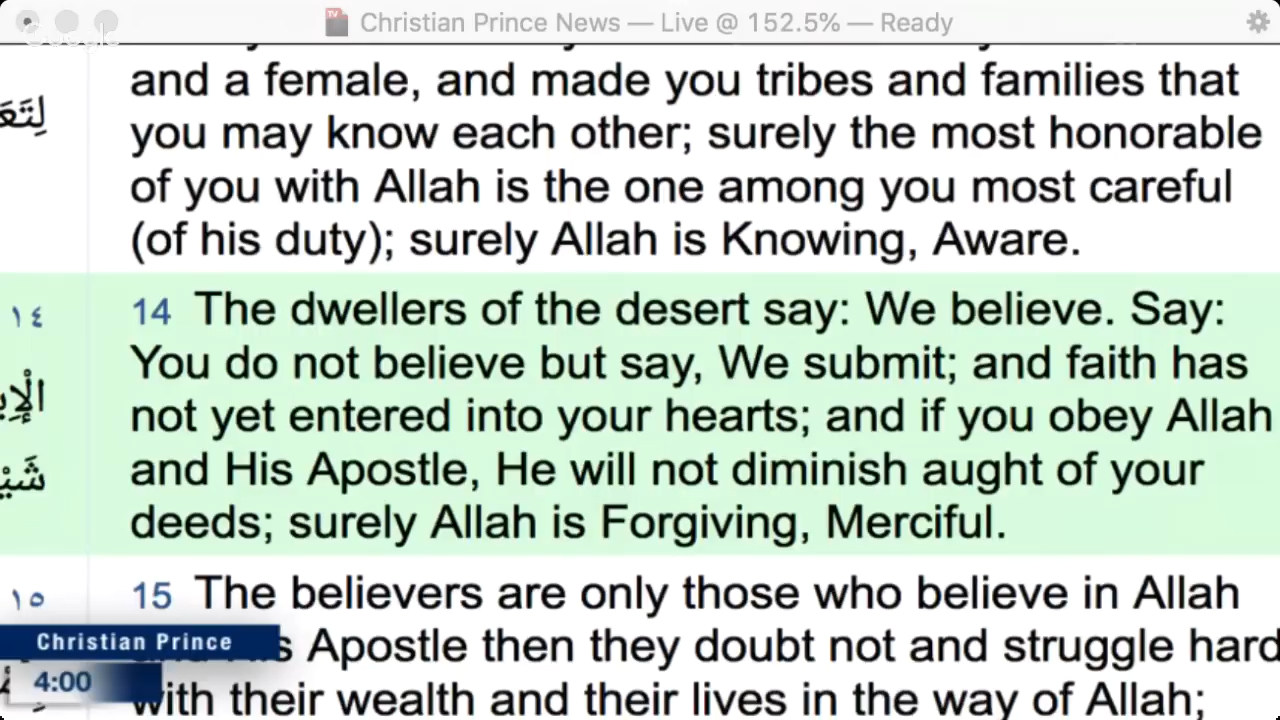 Christian Prince News — Live @ 152.5% — Ready
Google
and a female, and made you tribes and families that
لِتَعَ
you may know each other; surely the most honorable
of you with Allah is the one among you most careful
(of his duty); surely Allah is Knowing, Aware.
١٤
14 The dwellers of the desert say: We believe. Say:
You do not believe but say, We submit; and faith has
not yet entered into your hearts; and if you obey Allah
and His Apostle, He will not diminish aught of your
deeds; surely Allah is Forgiving, Merciful.
١٥
15 The believers are only those who believe in Allah
Christian Prince
Apostle then they doubt not and struggle hard
4:00
with their wealth and their lives in the way of Allah;